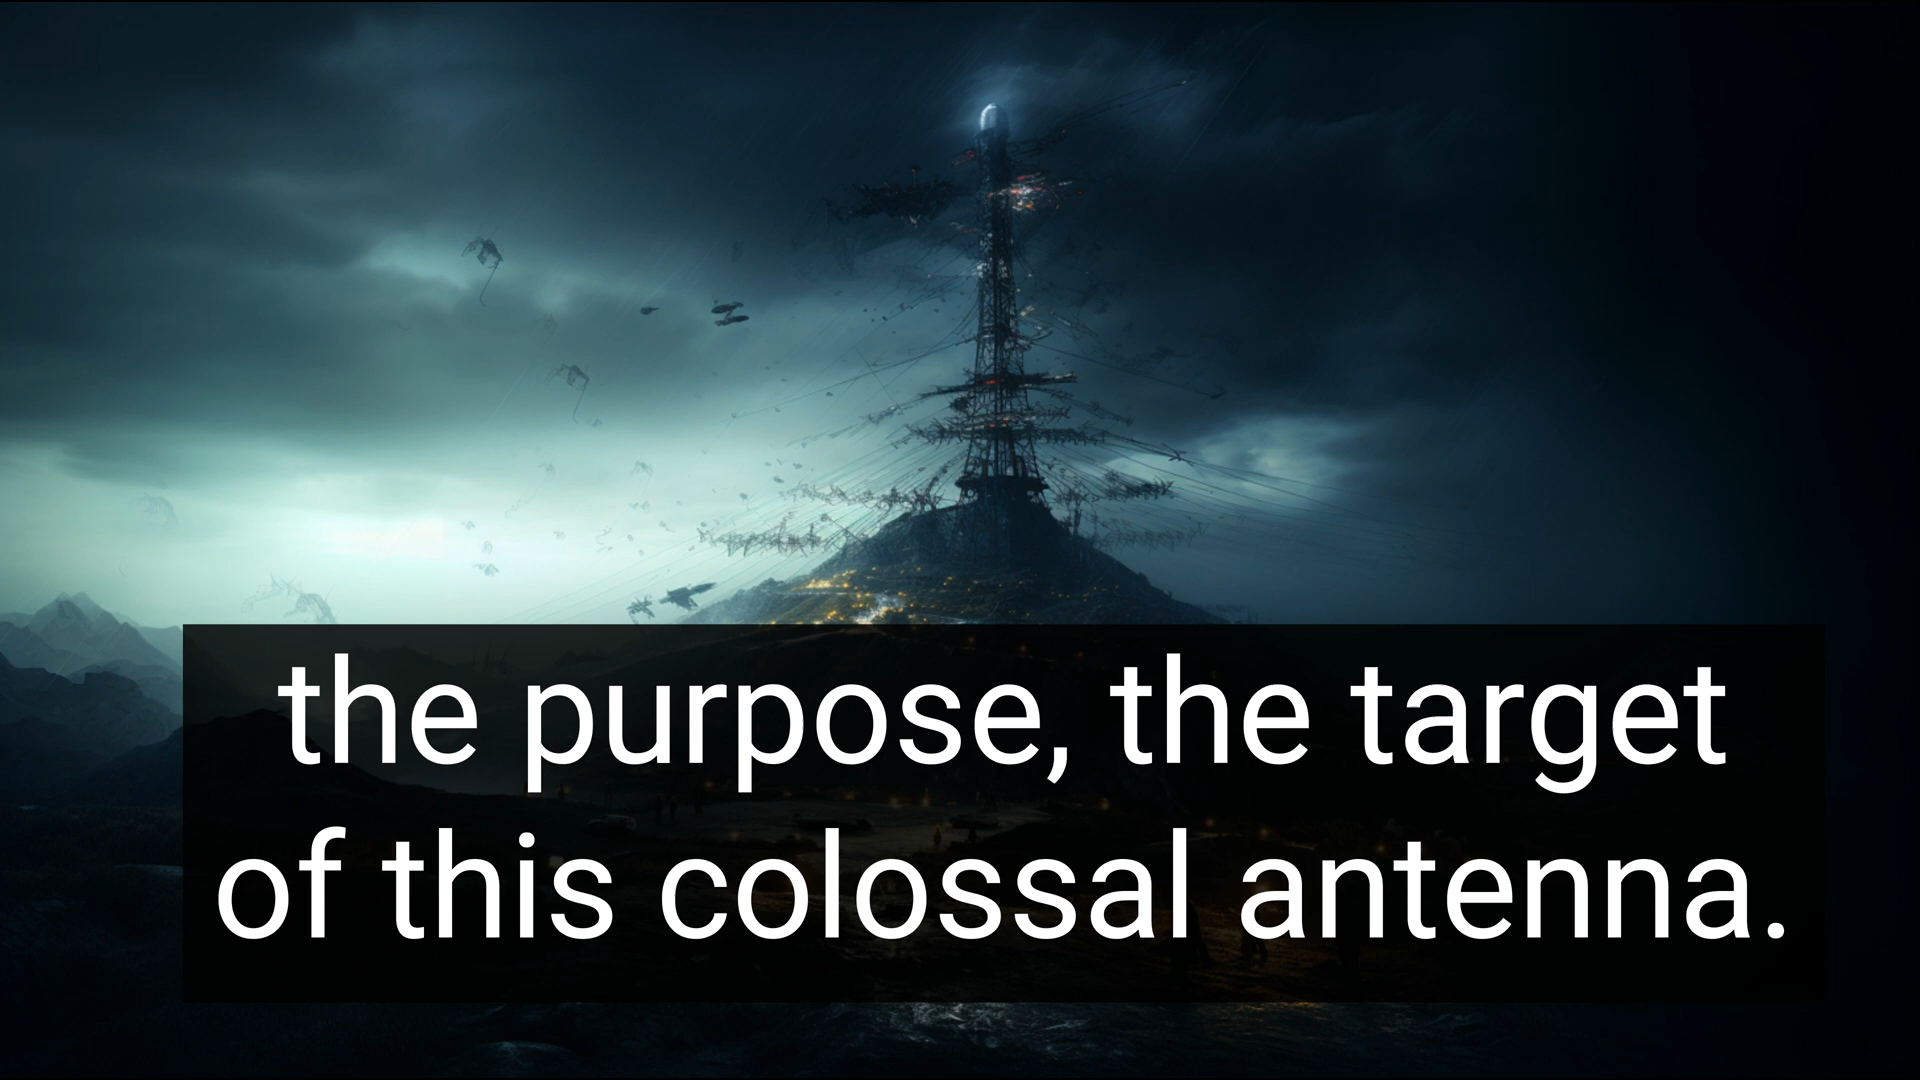 the purpose, the target
of this colossal antenna.